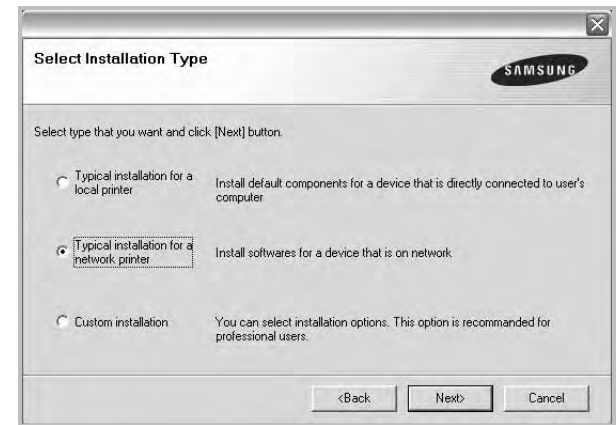 Select Installation Type
SAMSUNG
Select type that you want and click [Next] button.
Typical installation for a
local printer
Install default components for a device that is directly connected to user's
computer
Typical installation for a
network printer
Install softwares for a device that is on network
Custom installation
You can select installation options. This option is recommanded for
professional users.
<Back
Next>
Cancel